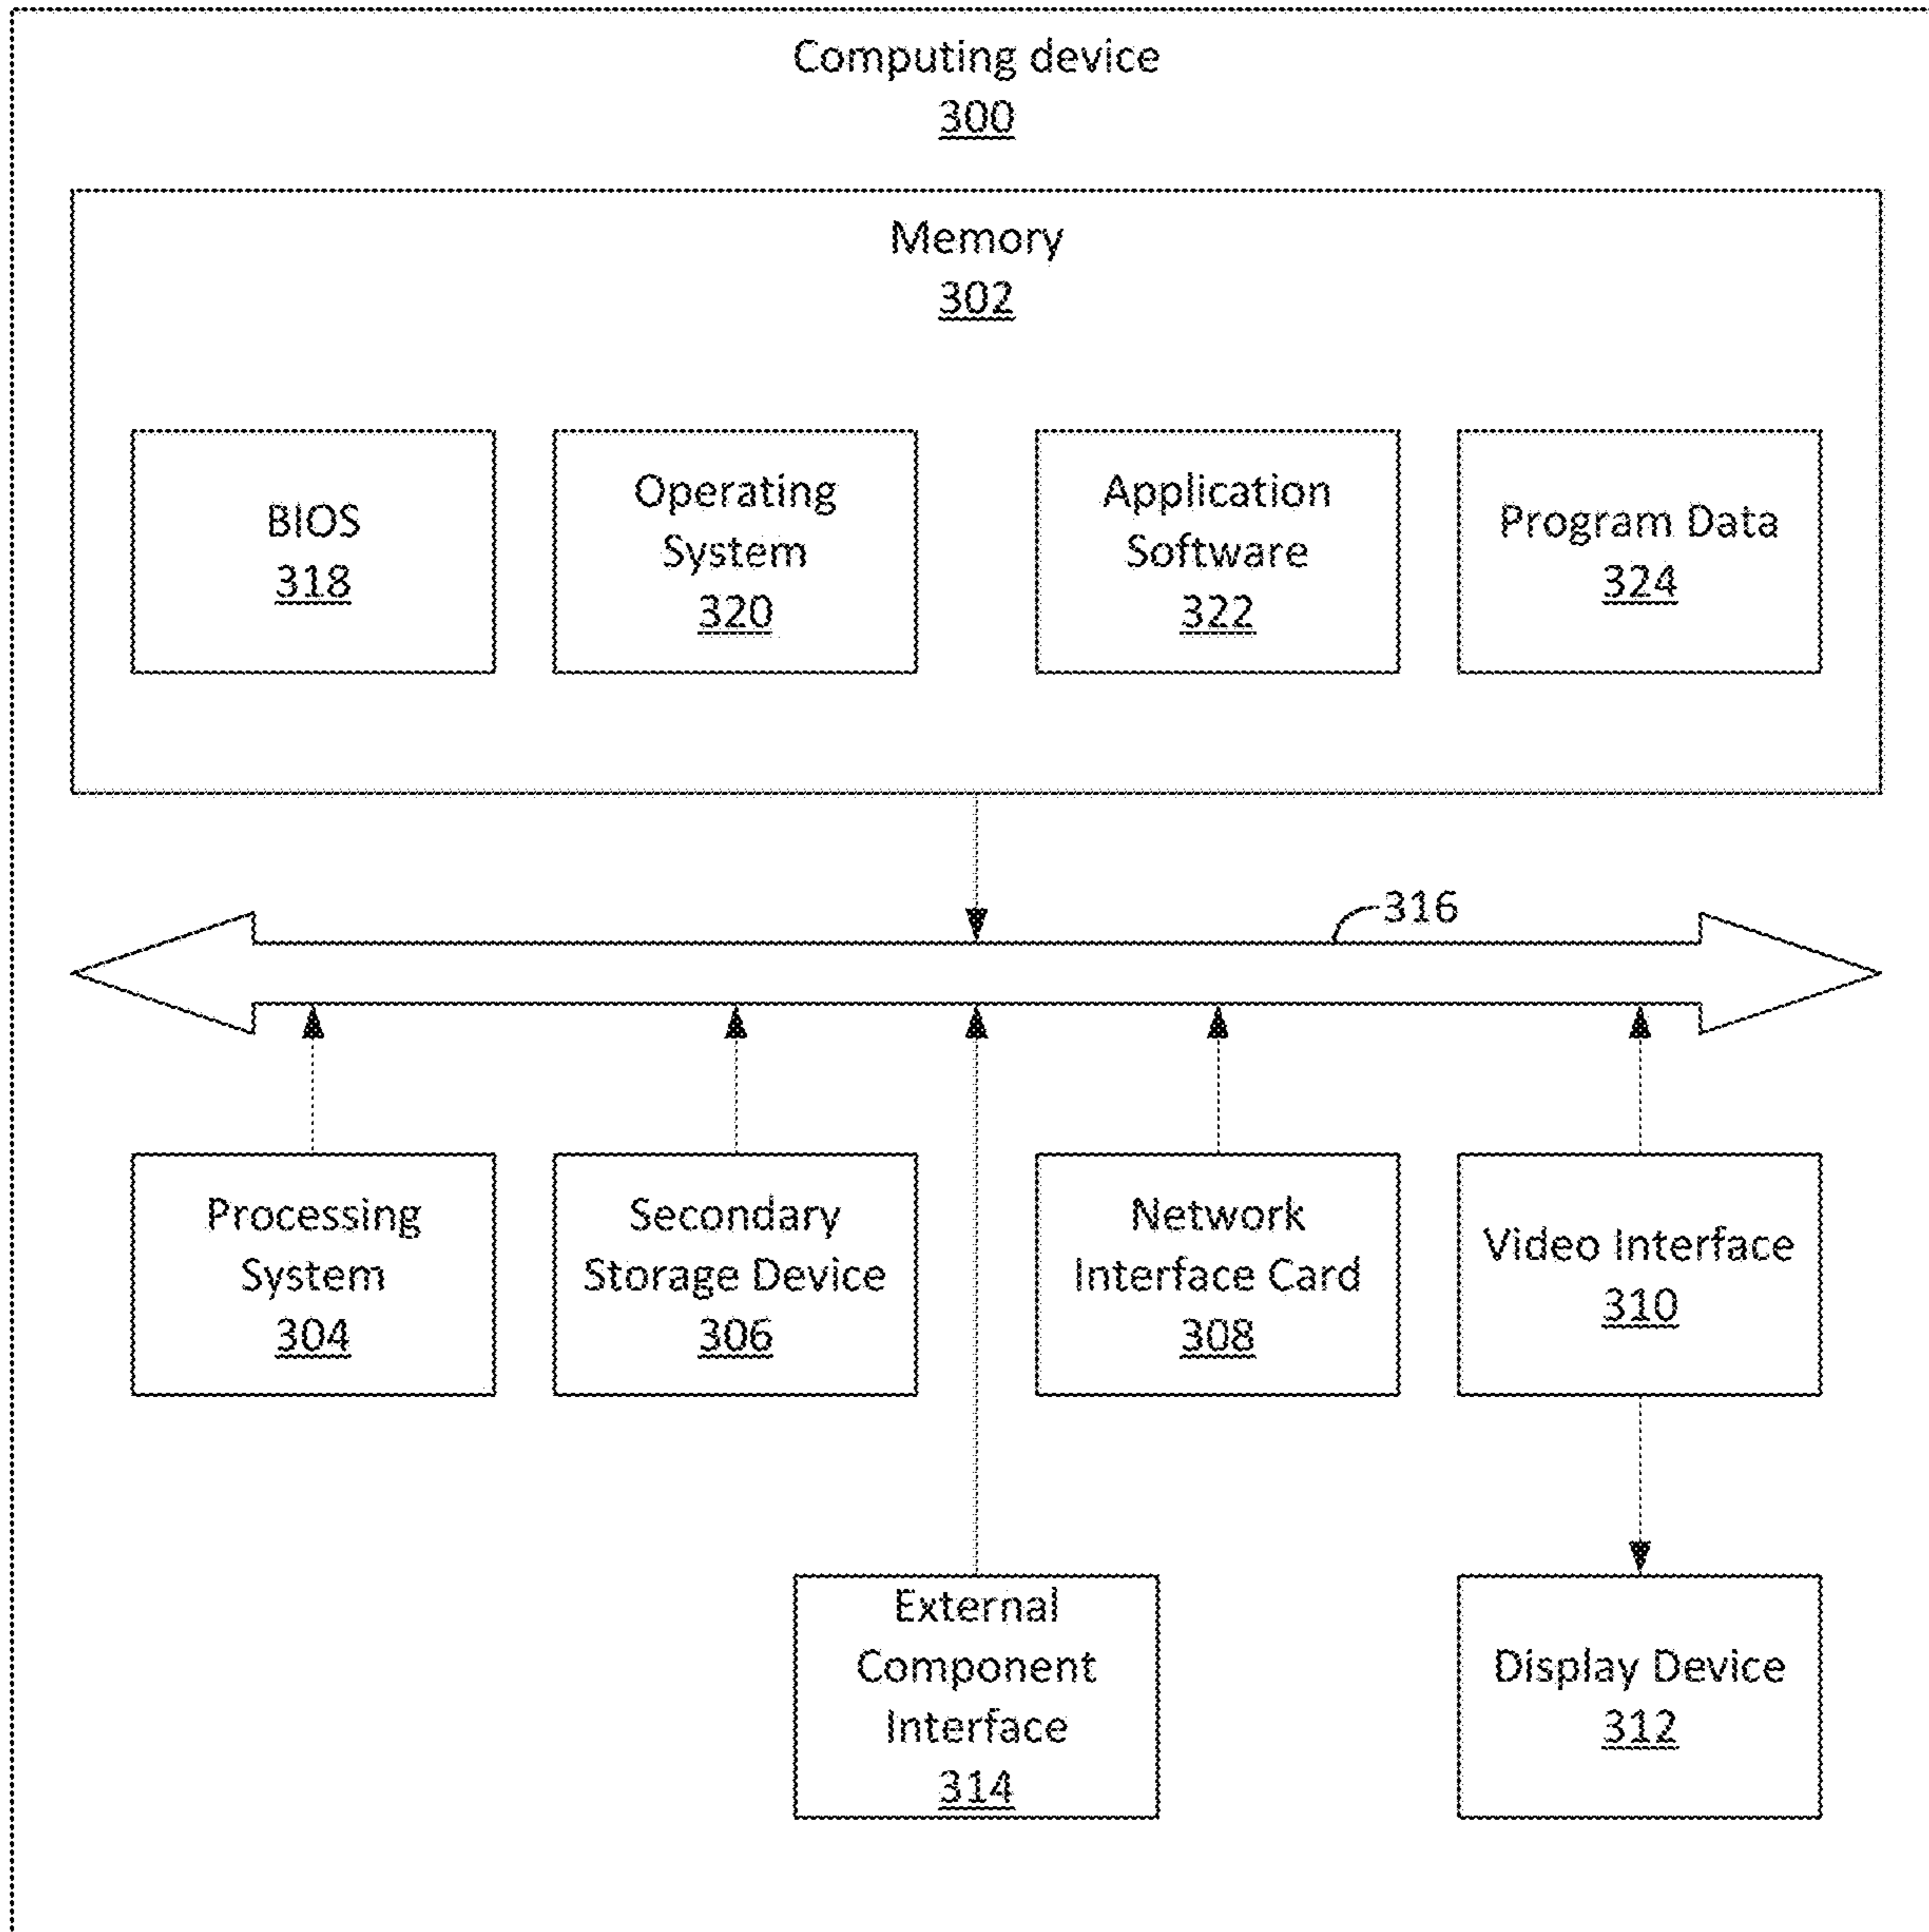 Computing device
300
Memory
302
BIOS
318
Operating
System
320
Application
Software
322
Program Data
324
316
Processing
System
304
Secondary
Storage Device
306
Network
Interface Card
308
Video Interface
310
External
Component
Interface
314
Display Device
312